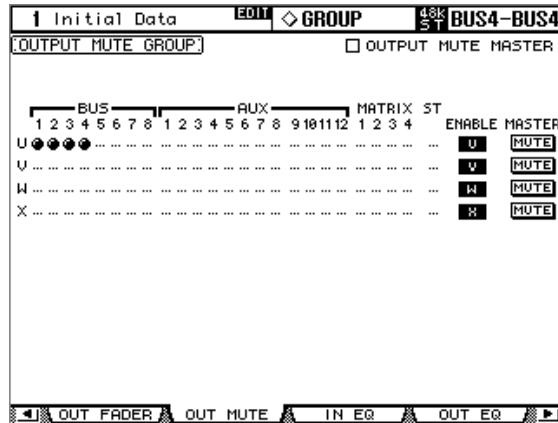 1 Initial Data EDIT ◇ GROUP 48K ST BUS4-BUS4
OUTPUT MUTE GROUP
OUTPUT MUTE MASTER
BUS AUX MATRIX ST
1 2 3 4 5 6 7 8 1 2 3 4 5 6 7 8 9 10 11 12 1 2 3 4 ENABLE MASTER
U U MUTE
V V MUTE
W W MUTE
X X MUTE
OUT FADER OUT MUTE IN EQ OUT EQ